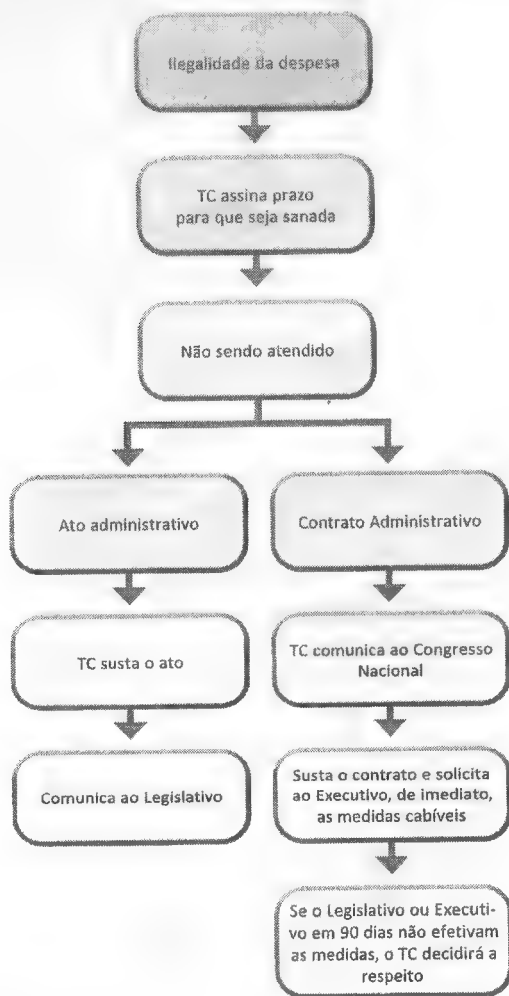 Ilegalidade da despesa
TC assina prazo
para que seja sanada
Não sendo atendido
Ato administrativo
Contrato Administrativo
TC susta o ato
TC comunica ao Congresso
Nacional
Comunica ao Legislativo
Susta o contrato e solicita
ao Executivo, de imediato,
as medidas cabíveis
Se o Legislativo ou Executi-
vo em 90 dias não efetivam
as medidas, o TC decidirá a
respeito